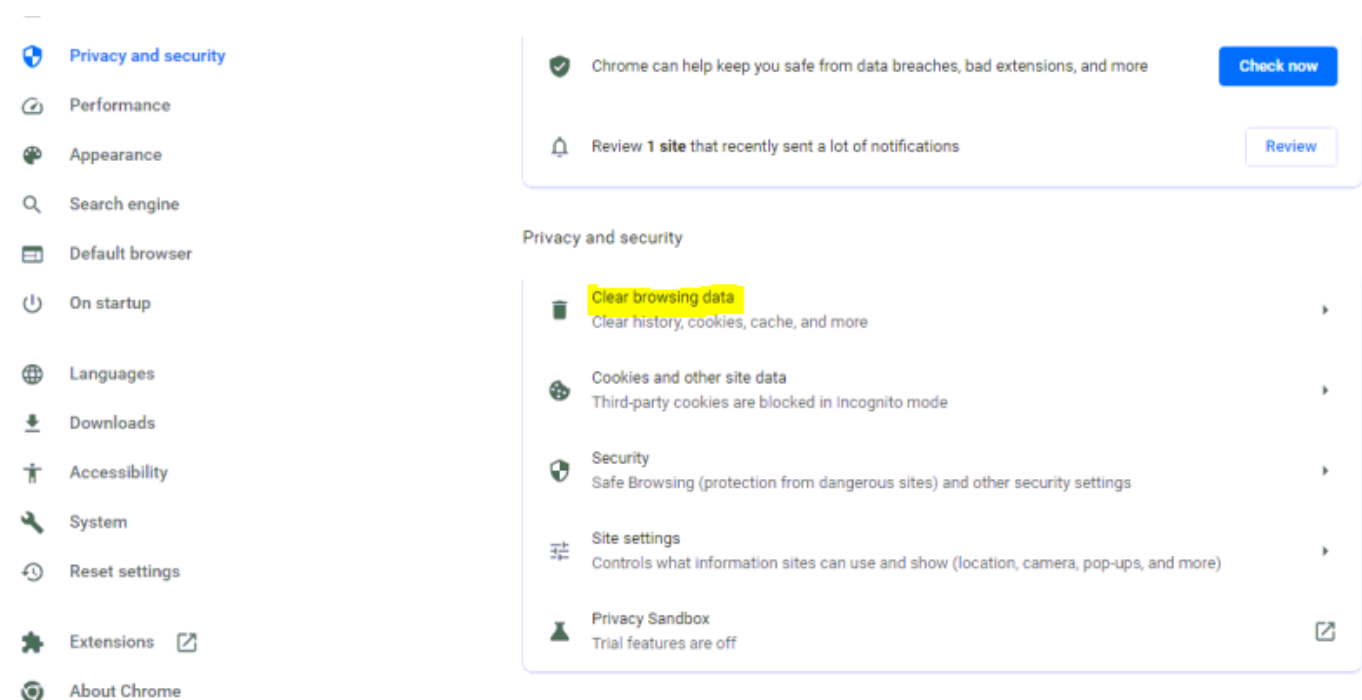 Privacy and security
Performance
Appearance
Search engine
Default browser
On startup
Languages
Downloads
Accessibility
System
Reset settings
Extensions
About Chrome
Chrome can help keep you safe from data breaches, bad extensions, and more
Check now
Review 1 site that recently sent a lot of notifications
Review
Privacy and security
Clear browsing data
Clear history, cookies, cache, and more
Cookies and other site data
Third-party cookies are blocked in Incognito mode
Security
Safe Browsing (protection from dangerous sites) and other security settings
Site settings
Controls what information sites can use and show (location, camera, pop-ups, and more)
Privacy Sandbox
Trial features are off